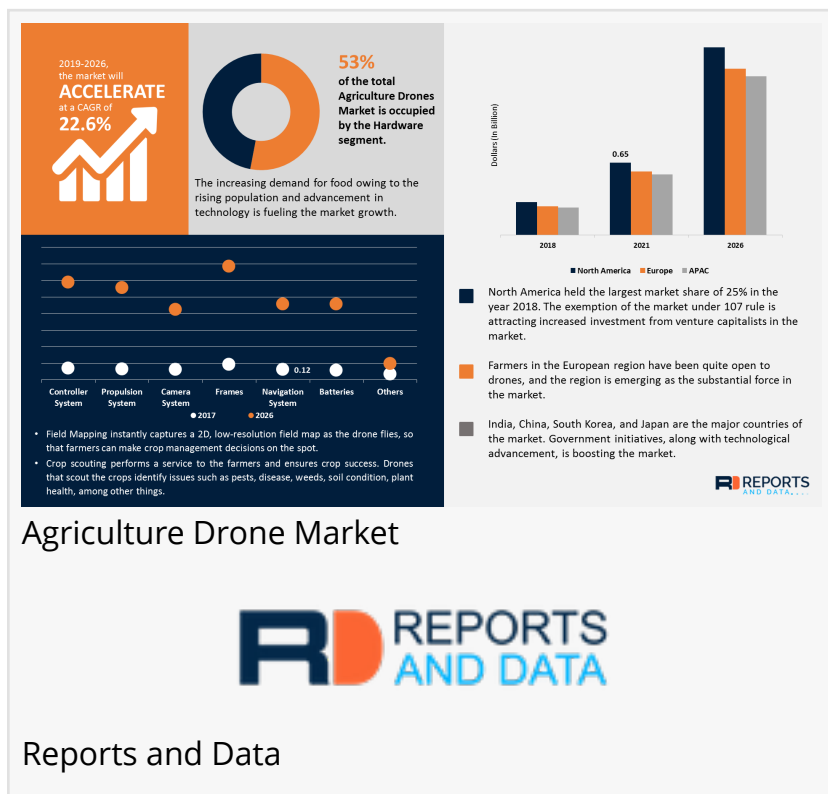 2019-2026,
the market will
ACCELERATE
at a CAGR of
22.6%
53%
of the total
Agriculture Drones
Market is occupied
by the Hardware
segment.
The increasing demand for food owing to the
rising population and advancement in
technology is fueling the market growth.
0.12
Controller System
Propulsion System
Camera System
Frames
Navigation System
Batteries
Others
2017 2026
• Field Mapping instantly captures a 2D, low-resolution field map as the drone flies, so
that farmers can make crop management decisions on the spot.
• Crop scouting performs a service to the farmers and ensures crop success. Drones
that scout the crops identify issues such as pests, disease, weeds, soil condition, plant
health, among other things.
Dollars (In Billion)
0.65
2018 2021 2026
North America Europe APAC
North America held the largest market share of 25% in the
year 2018. The exemption of the market under 107 rule is
attracting increased investment from venture capitalists in the
market.
Farmers in the European region have been quite open to
drones, and the region is emerging as the substantial force in
the market.
India, China, South Korea, and Japan are the major countries of
the market. Government initiatives, along with technological
advancement, is boosting the market.
REPORTS
AND DATA
Agriculture Drone Market
REPORTS
AND DATA
Reports and Data